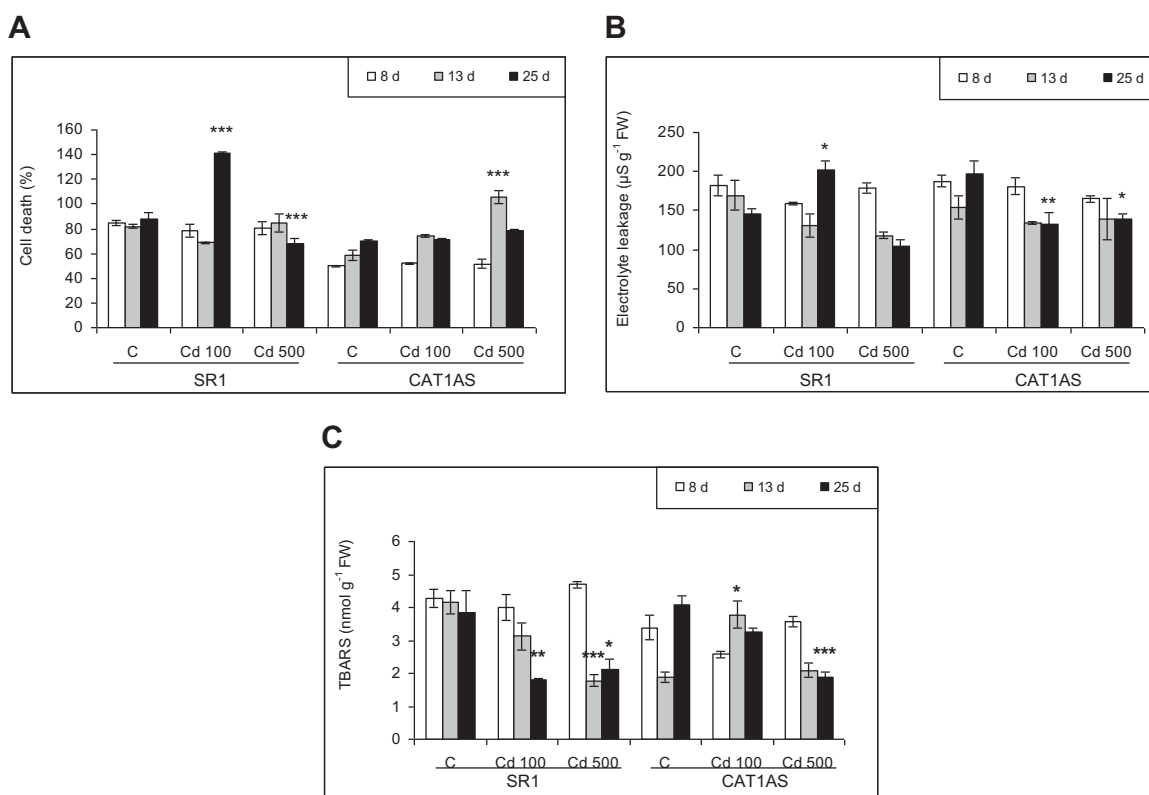 A
8 d 13 d 25 d
Cell death (%)
160
140
120
100
80
60
40
20
0
***
***
***
C Cd 100 Cd 500 C Cd 100 Cd 500
SR1 CAT1AS
B
8 d 13 d 25 d
Electrolyte leakage (µS g⁻¹ FW)
250
200
150
100
50
0
*
**
*
C Cd 100 Cd 500 C Cd 100 Cd 500
SR1 CAT1AS
C
8 d 13 d 25 d
TBARS (nmol g⁻¹ FW)
6
5
4
3
2
1
0
**
***
*
*
***
C Cd 100 Cd 500 C Cd 100 Cd 500
SR1 CAT1AS